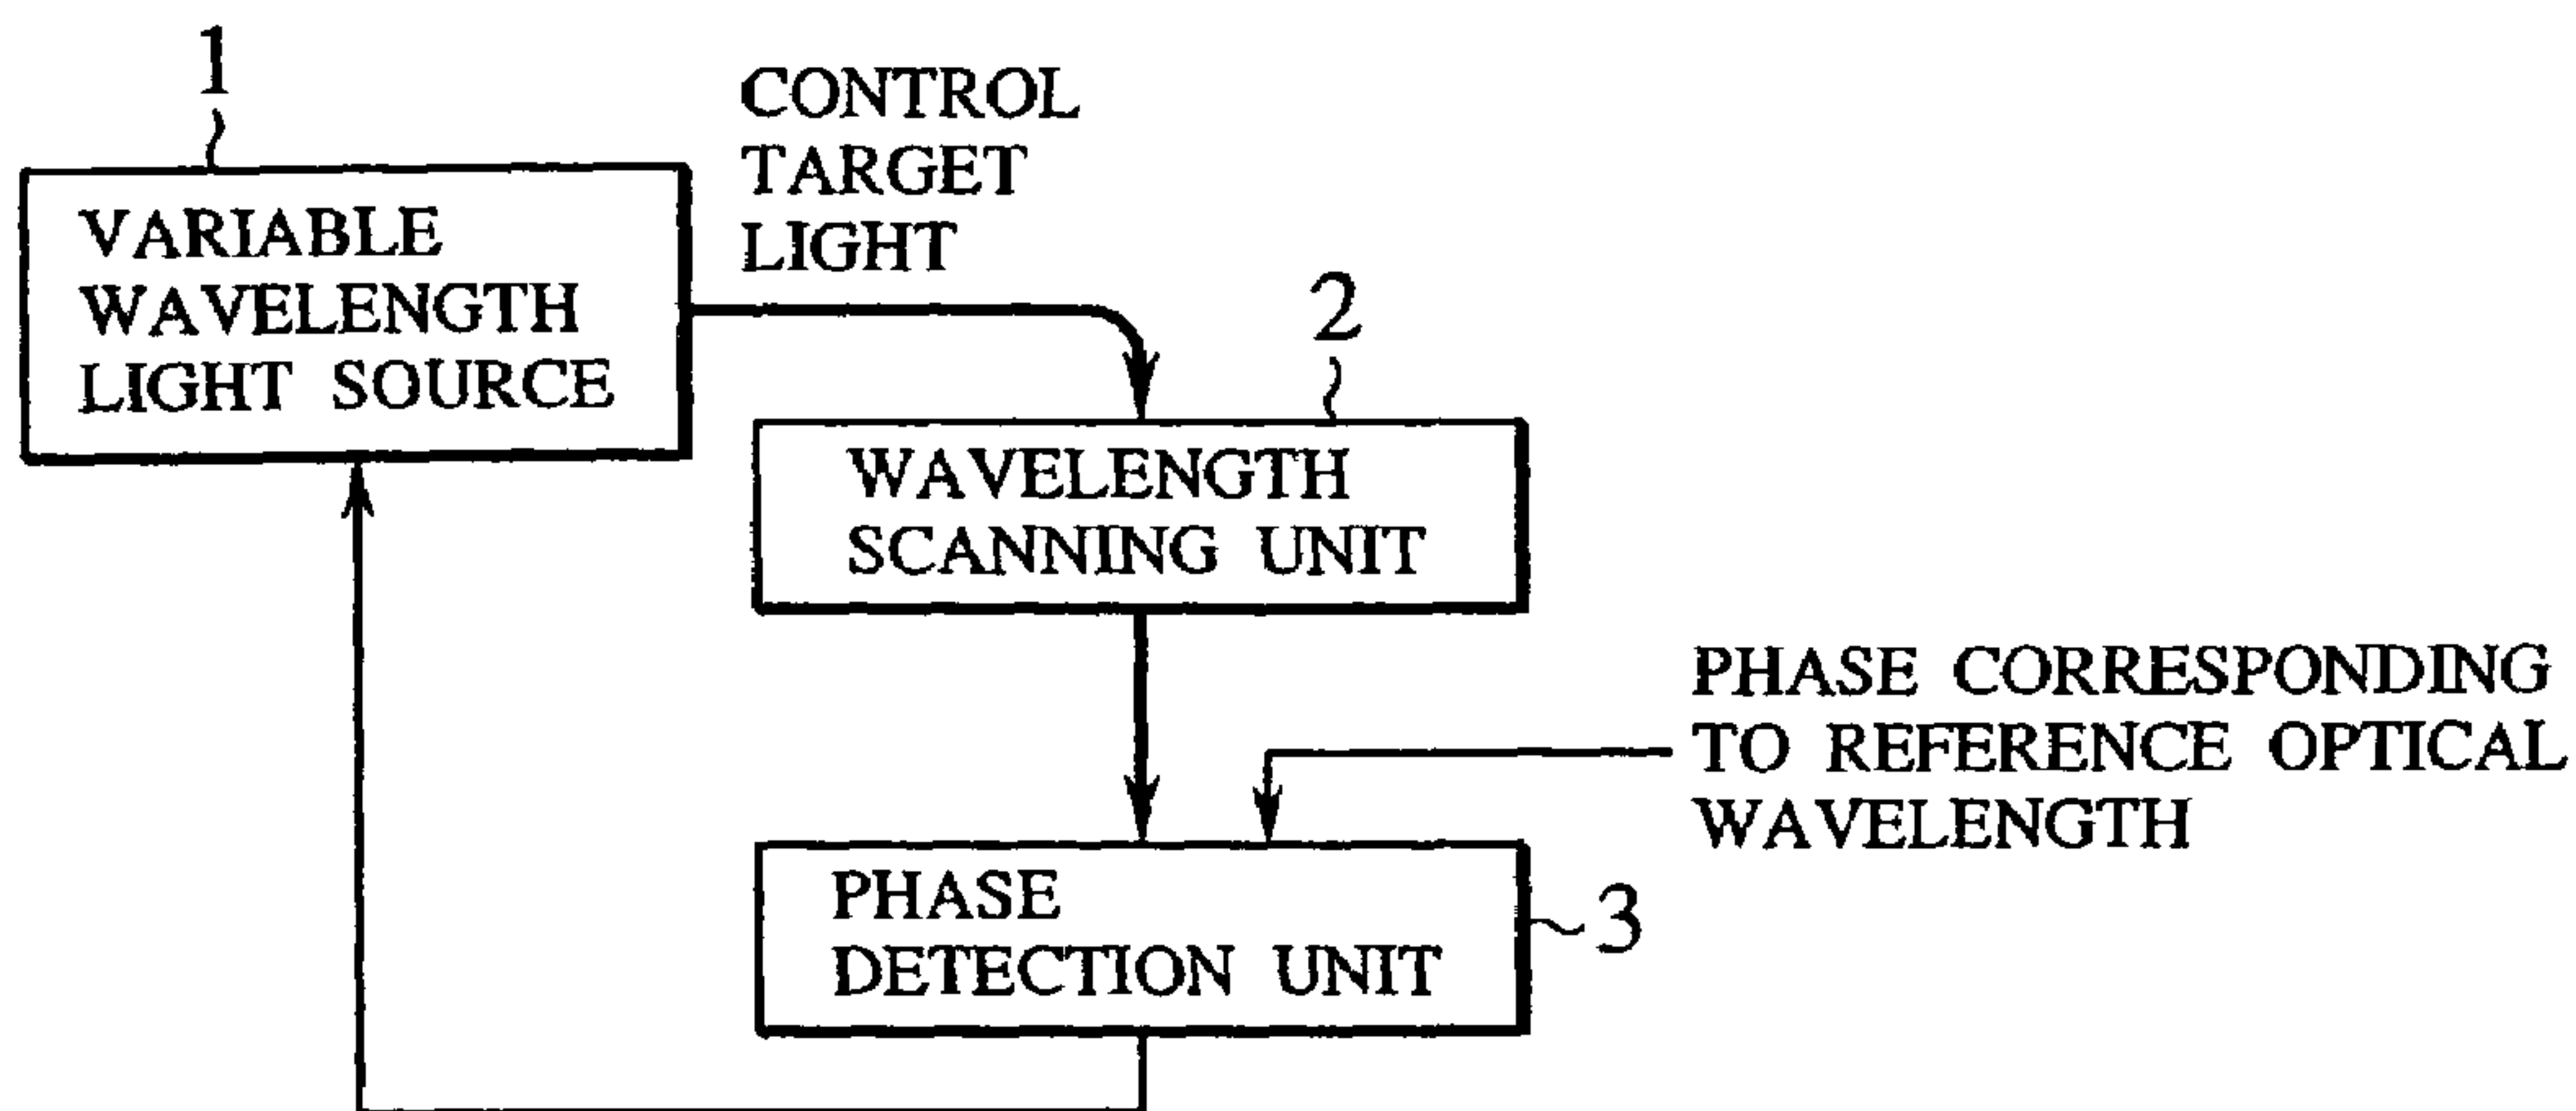 1
VARIABLE
WAVELENGTH
LIGHT SOURCE
CONTROL
TARGET
LIGHT
2
WAVELENGTH
SCANNING UNIT
PHASE CORRESPONDING
TO REFERENCE OPTICAL
WAVELENGTH
PHASE
DETECTION UNIT
3